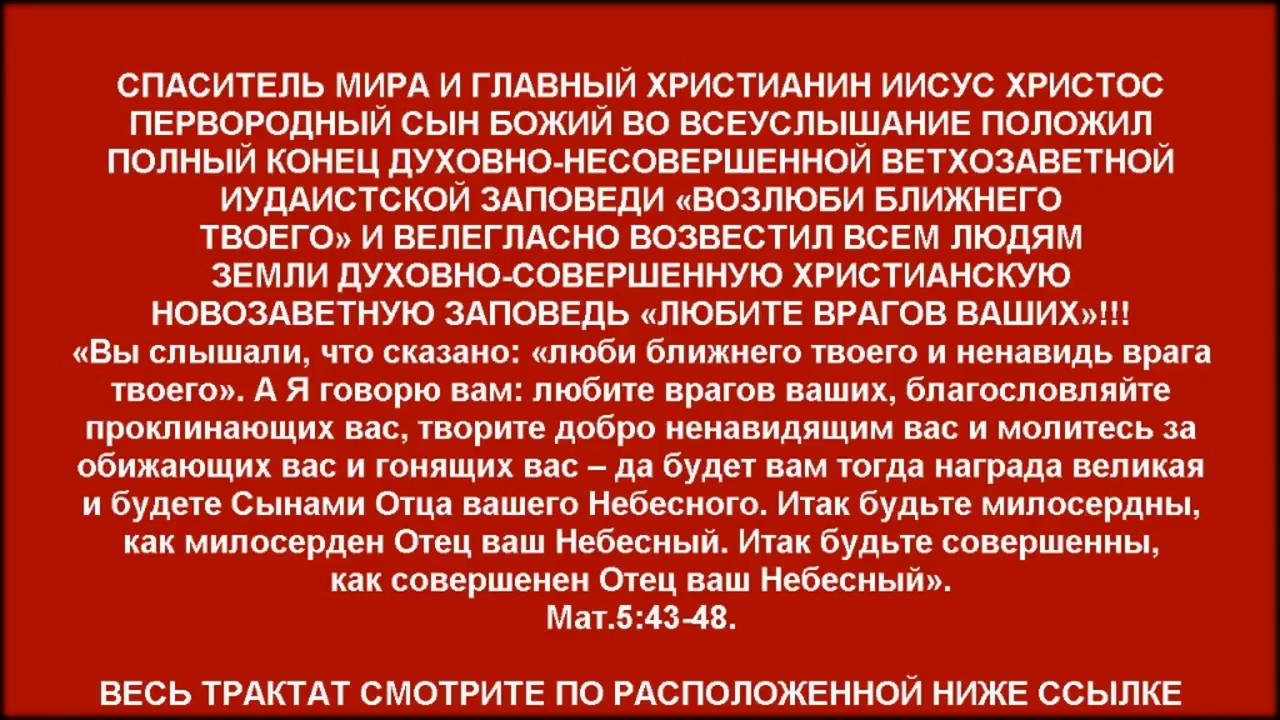 СПАСИТЕЛЬ МИРА И ГЛАВНЫЙ ХРИСТИАНИН ИИСУС ХРИСТОС
ПЕРВОРОДНЫЙ СЫН БОЖИЙ ВО ВСЕУСЛЫШАНИЕ ПОЛОЖИЛ
ПОЛНЫЙ КОНЕЦ ДУХОВНО-НЕСОВЕРШЕННОЙ ВЕТХОЗАВЕТНОЙ
ИУДАИСТСКОЙ ЗАПОВЕДИ «ВОЗЛЮБИ БЛИЖНЕГО
ТВОЕГО» И ВЕЛЕГЛАСНО ВОЗВЕСТИЛ ВСЕМ ЛЮДЯМ
ЗЕМЛИ ДУХОВНО-СОВЕРШЕННУЮ ХРИСТИАНСКУЮ
НОВОЗАВЕТНУЮ ЗАПОВЕДЬ «ЛЮБИТЕ ВРАГОВ ВАШИХ»!!!
«Вы слышали, что сказано: «люби ближнего твоего и ненавидь врага
твоего». А Я говорю вам: любите врагов ваших, благословляйте
проклинающих вас, творите добро ненавидящим вас и молитесь за
обижающих вас и гонящих вас – да будет вам тогда награда великая
и будете Сынами Отца вашего Небесного. Итак будьте милосердны,
как милосерден Отец ваш Небесный. Итак будьте совершенны,
как совершенен Отец ваш Небесный».
Мат.5:43-48.
ВЕСЬ ТРАКТАТ СМОТРИТЕ ПО РАСПОЛОЖЕННОЙ НИЖЕ ССЫЛКЕ